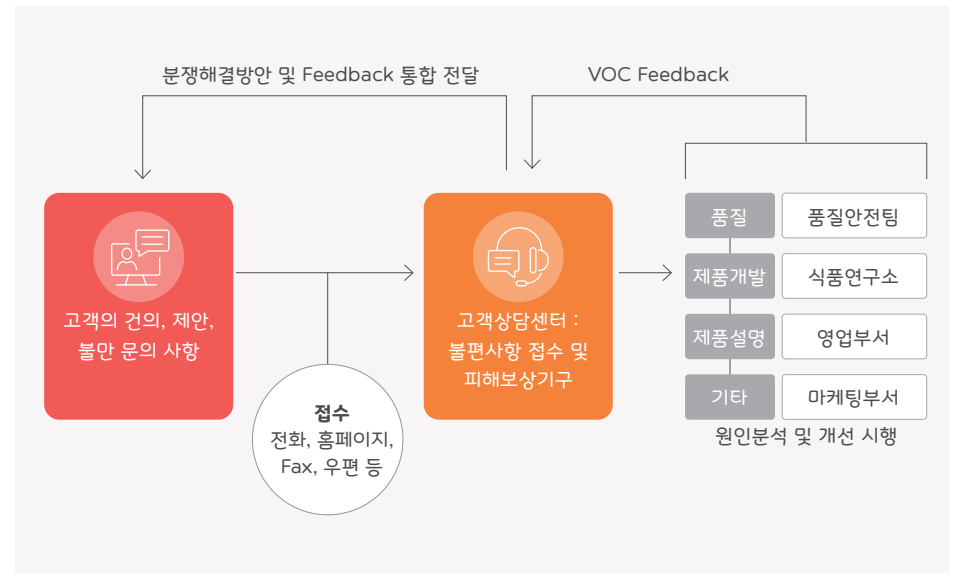 분쟁해결방안 및 Feedback 통합 전달
VOC Feedback
고객의 건의, 제안,
불만 문의 사항
접수
전화, 홈페이지,
Fax, 우편 등
고객상담센터 :
불편사항 접수 및
피해보상기구
품질 품질안전팀
제품개발 식품연구소
제품설명 영업부서
기타 마케팅부서
원인분석 및 개선 시행